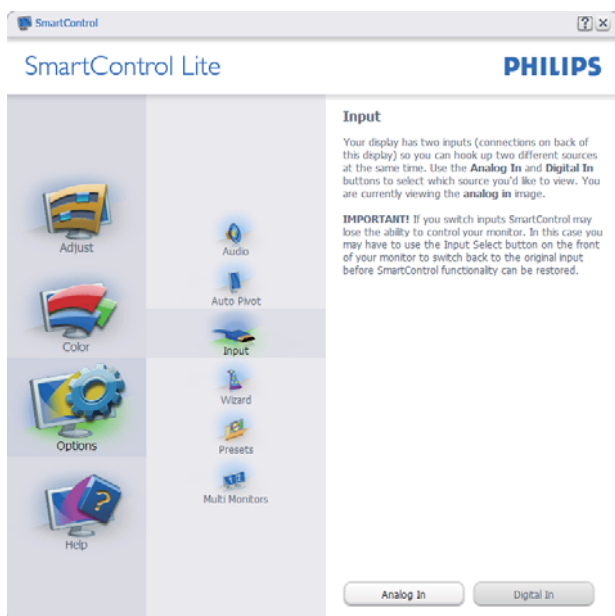 SmartControl
SmartControl Lite
PHILIPS
Adjust
Color
Options
Help
Audio
Auto Pivot
Input
Wizard
Presets
Multi Monitors
Input
Your display has two inputs (connections on back of
this display) so you can hook up two different sources
at the same time. Use the Analog In and Digital In
buttons to select which source you'd like to view. You
are currently viewing the analog in image.
IMPORTANT! If you switch inputs SmartControl may
lose the ability to control your monitor. In this case you
may have to use the Input Select button on the front
of your monitor to switch back to the original input
before SmartControl functionality can be restored.
Analog In
Digital In